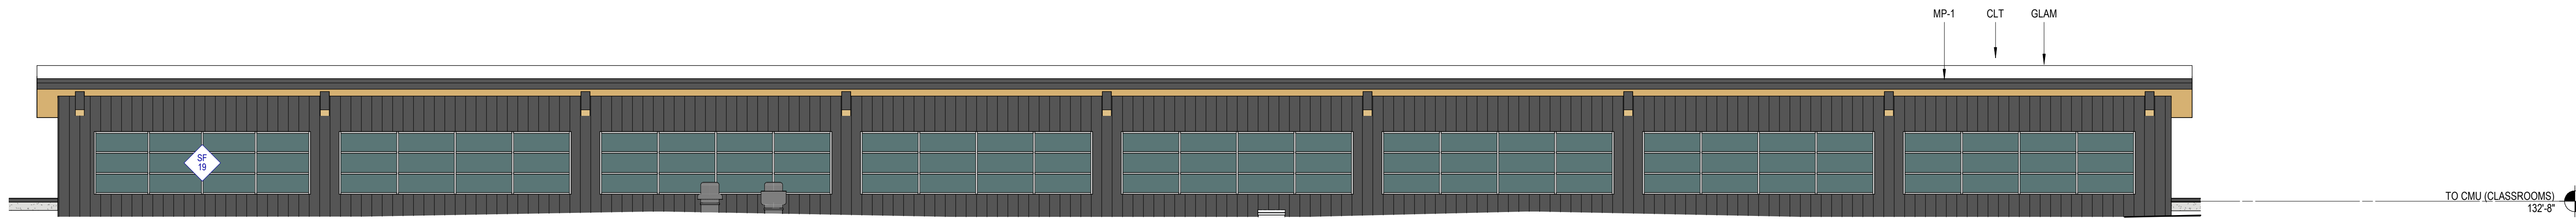 MP-1
CLT
GLAM
SF
19
TO CMU (CLASSROOMS)
132'-8"